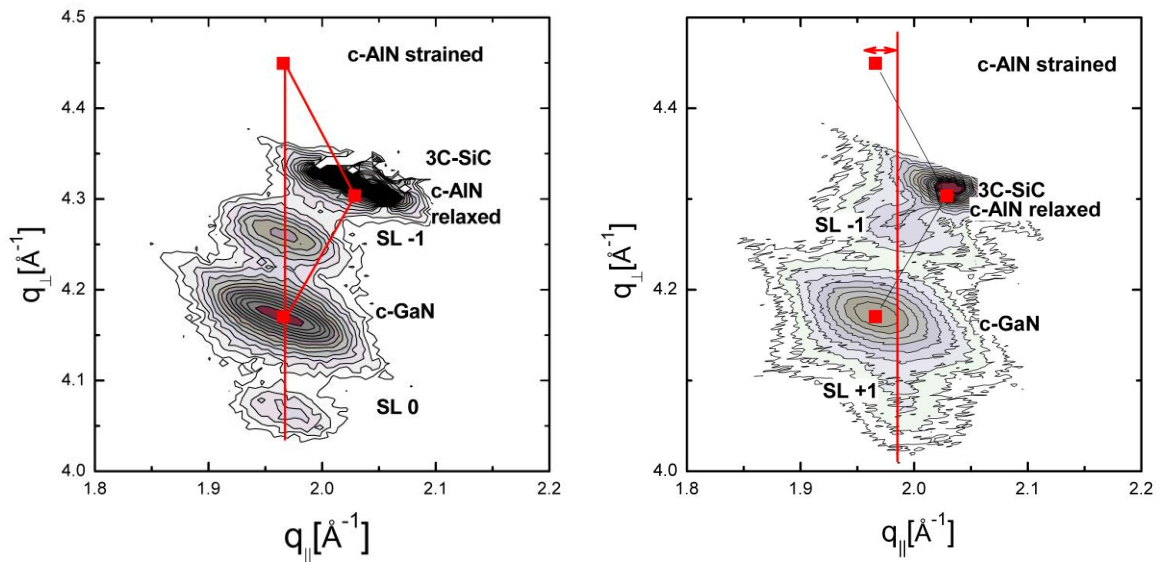 4.5
4.4
4.3
4.2
4.1
4.0
q⊥[Å⁻¹]
c-AlN strained
3C-SiC
c-AlN
relaxed
SL -1
c-GaN
SL 0
1.8 1.9 2.0 2.1 2.2
q||[Å⁻¹]
4.4
4.3
4.2
4.1
4.0
q⊥[Å⁻¹]
c-AlN strained
3C-SiC
c-AlN relaxed
SL -1
c-GaN
SL +1
1.8 1.9 2.0 2.1 2.2
q||[Å⁻¹]